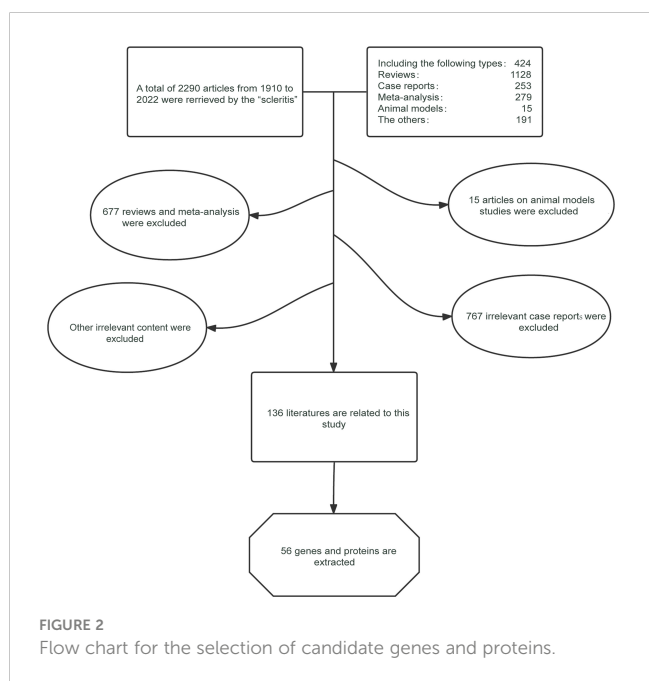 A total of 2290 articles from 1910 to
2022 were rerrieved by the “scleritis”
Including the following types: 424
Reviews: 1128
Case reports: 253
Meta-analysis: 279
Animal models: 15
The others: 191
677 reviews and meta-analysis
were excluded
15 articles on animal models
studies were excluded
Other irrelevant content were
excluded
767 irrelevant case reports were
excluded
136 literatures are related to this
study
56 genes and proteins are
extracted
FIGURE 2
Flow chart for the selection of candidate genes and proteins.